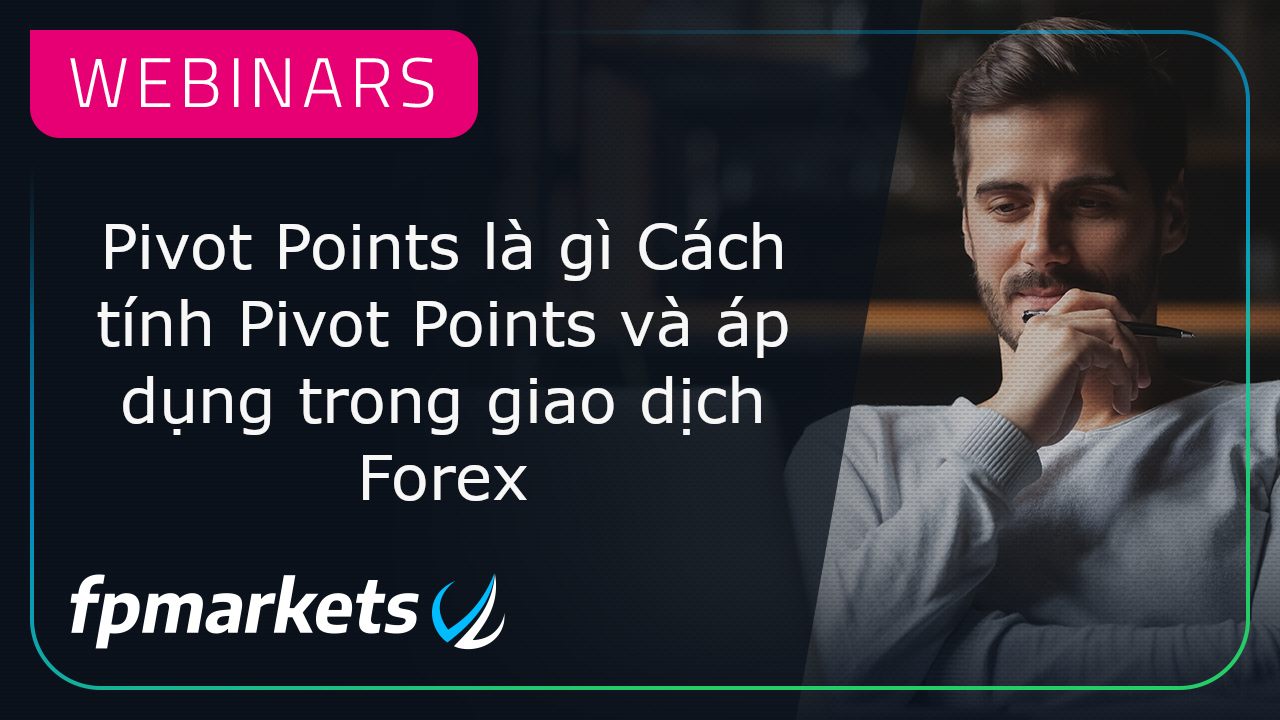 WEBINARS
Pivot Points là gì Cách
tính Pivot Points và áp
dụng trong giao dịch
Forex
fpmarkets